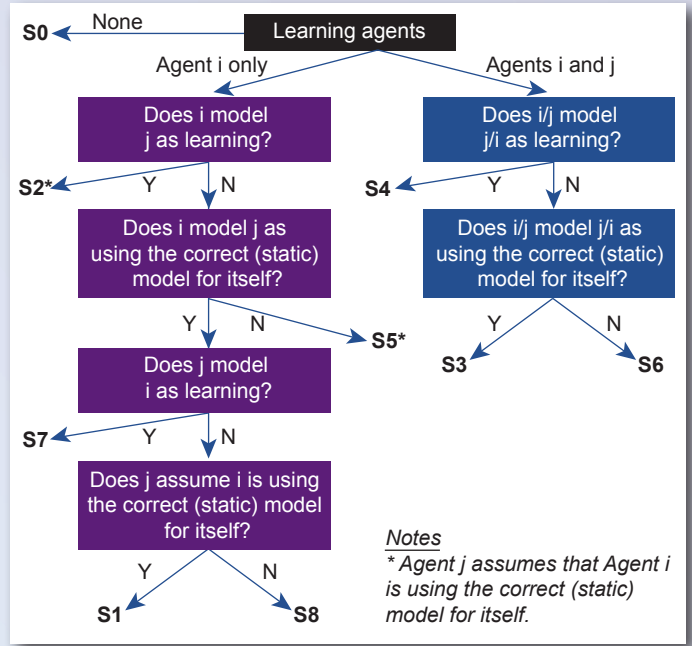 Learning agents
None
S0
Agent i only
Agents i and j
Does i model
j as learning?
Does i/j model
j/i as learning?
Y
N
S2*
Y
N
S4
Does i model j as
using the correct (static)
model for itself?
Does i/j model j/i as
using the correct (static)
model for itself?
Y
N
S5*
Y
N
S3
S6
Does j model
i as learning?
Y
N
S7
Does j assume i is using
the correct (static) model
for itself?
Y
N
S1
S8
Notes
* Agent j assumes that Agent i
is using the correct (static)
model for itself.